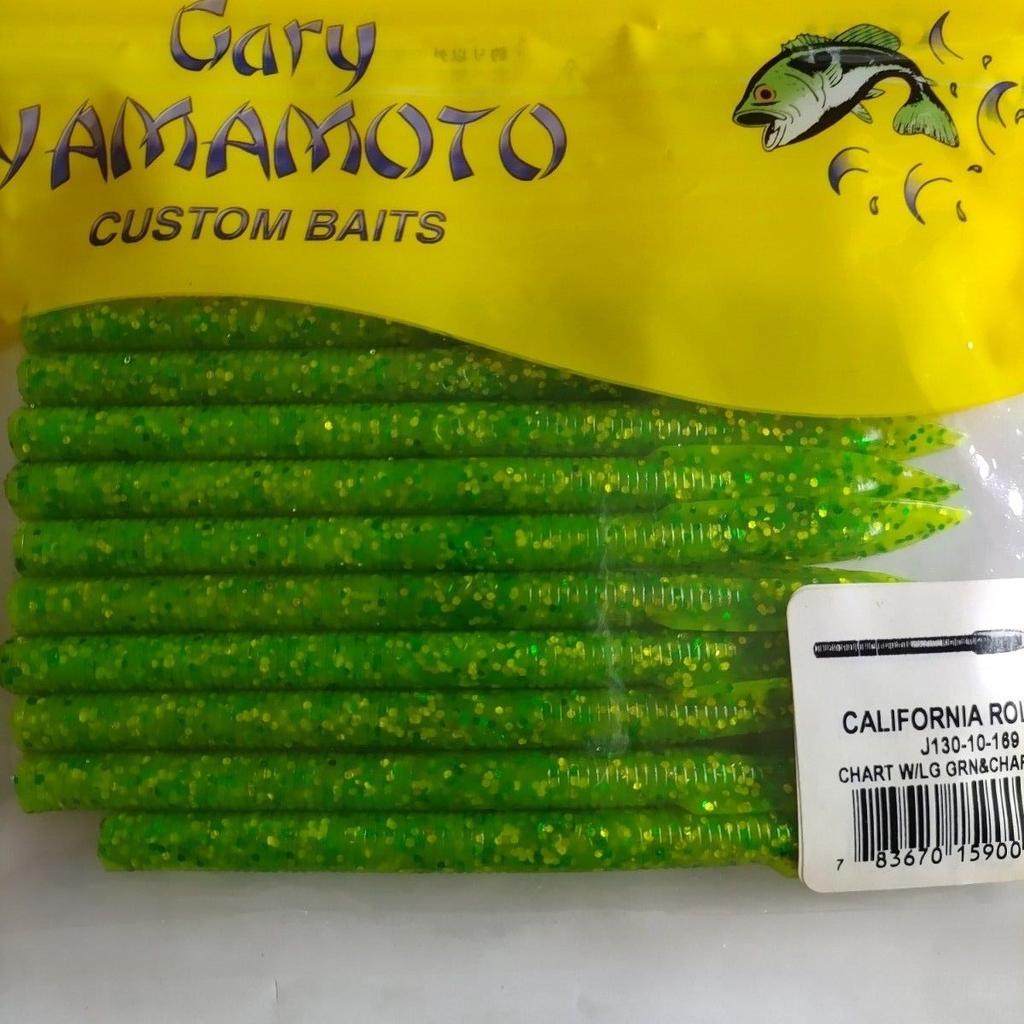 Gary
YAMAMOTO
CUSTOM BAITS
CALIFORNIA ROL
J130-10-169
CHART W/LG GRN&CHAR
7 83670 15900